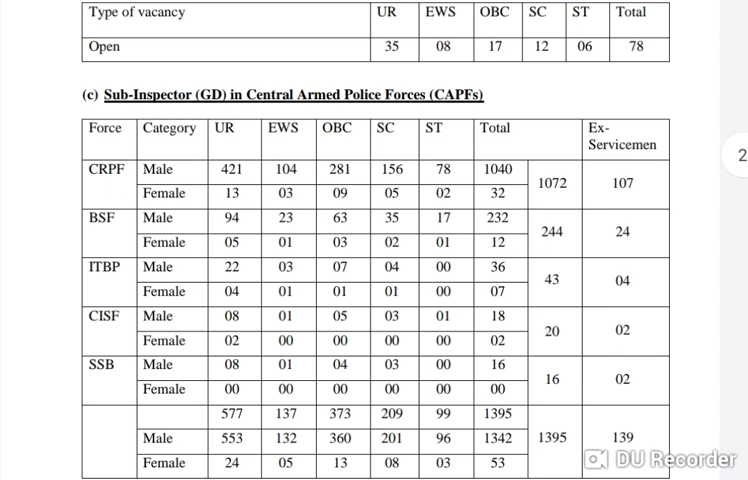 Type of vacancy UR EWS OBC SC ST Total
Open 35 08 17 12 06 78
(c) Sub-Inspector (GD) in Central Armed Police Forces (CAPFs)
Force Category UR EWS OBC SC ST Total Ex-Servicemen
CRPF Male 421 104 281 156 78 1040 1072 107
Female 13 03 09 05 02 32
BSF Male 94 23 63 35 17 232 244 24
Female 05 01 03 02 01 12
ITBP Male 22 03 07 04 00 36 43 04
Female 04 01 01 01 00 07
CISF Male 08 01 05 03 01 18 20 02
Female 02 00 00 00 00 02
SSB Male 08 01 04 03 00 16 16 02
Female 00 00 00 00 00 00
577 137 373 209 99 1395 1395 139
Male 553 132 360 201 96 1342
Female 24 05 13 08 03 53
2
DU Recorder